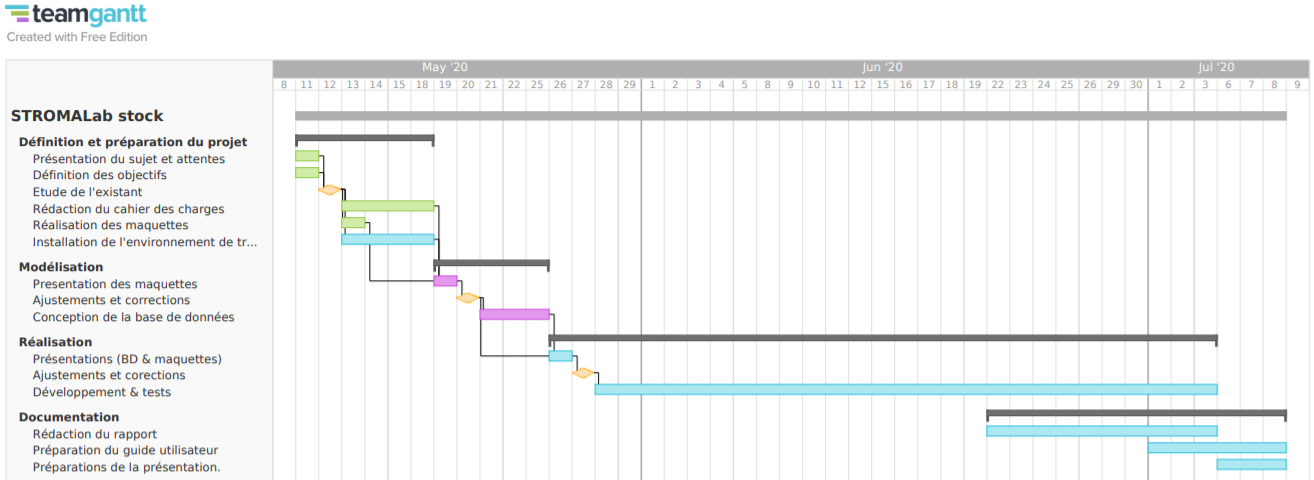 teamgantt
Created with Free Edition
May '20 Jun '20 Jul '20
8 11 12 13 14 15 18 19 20 21 22 25 26 27 28 29 1 2 3 4 5 8 9 10 11 12 15 16 17 18 19 22 23 24 25 26 29 30 1 2 3 6 7 8 9
STROMALab stock
Définition et préparation du projet
Présentation du sujet et attentes
Définition des objectifs
Etude de l'existant
Rédaction du cahier des charges
Réalisation des maquettes
Installation de l'environnement de tr...
Modélisation
Presentation des maquettes
Ajustements et corrections
Conception de la base de données
Réalisation
Présentations (BD & maquettes)
Ajustements et corections
Développement & tests
Documentation
Rédaction du rapport
Préparation du guide utilisateur
Préparations de la présentation.